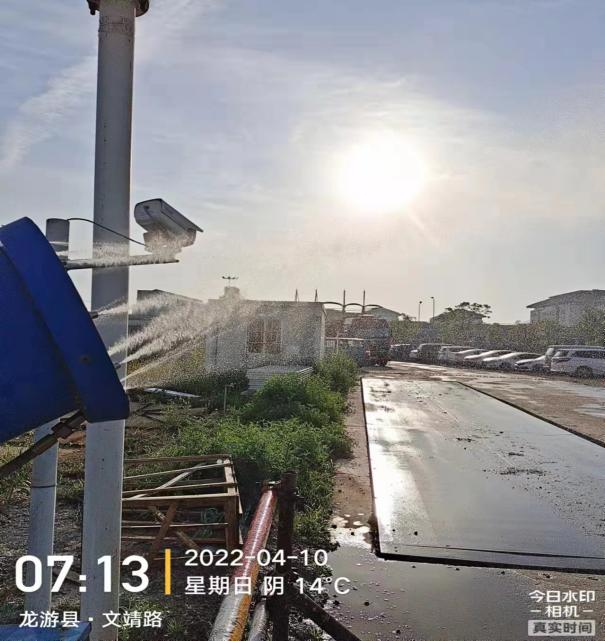 07:13
2022-04-10
星期日 阴 14℃
龙游县·文靖路
今日水印
-相机-
真实时间